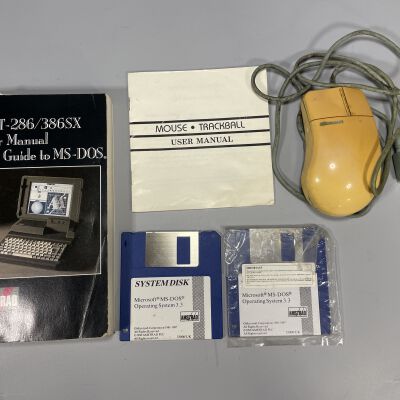 T-286/386SX
r Manual
Guide to MS-DOS
MOUSE • TRACKBALL
USER MANUAL
SYSTEM DISK
Microsoft® MS-DOS®
Operating System 3.3
AMSTRAD
Microsoft® MS-DOS®
Operating System 3.3
AMSTRAD